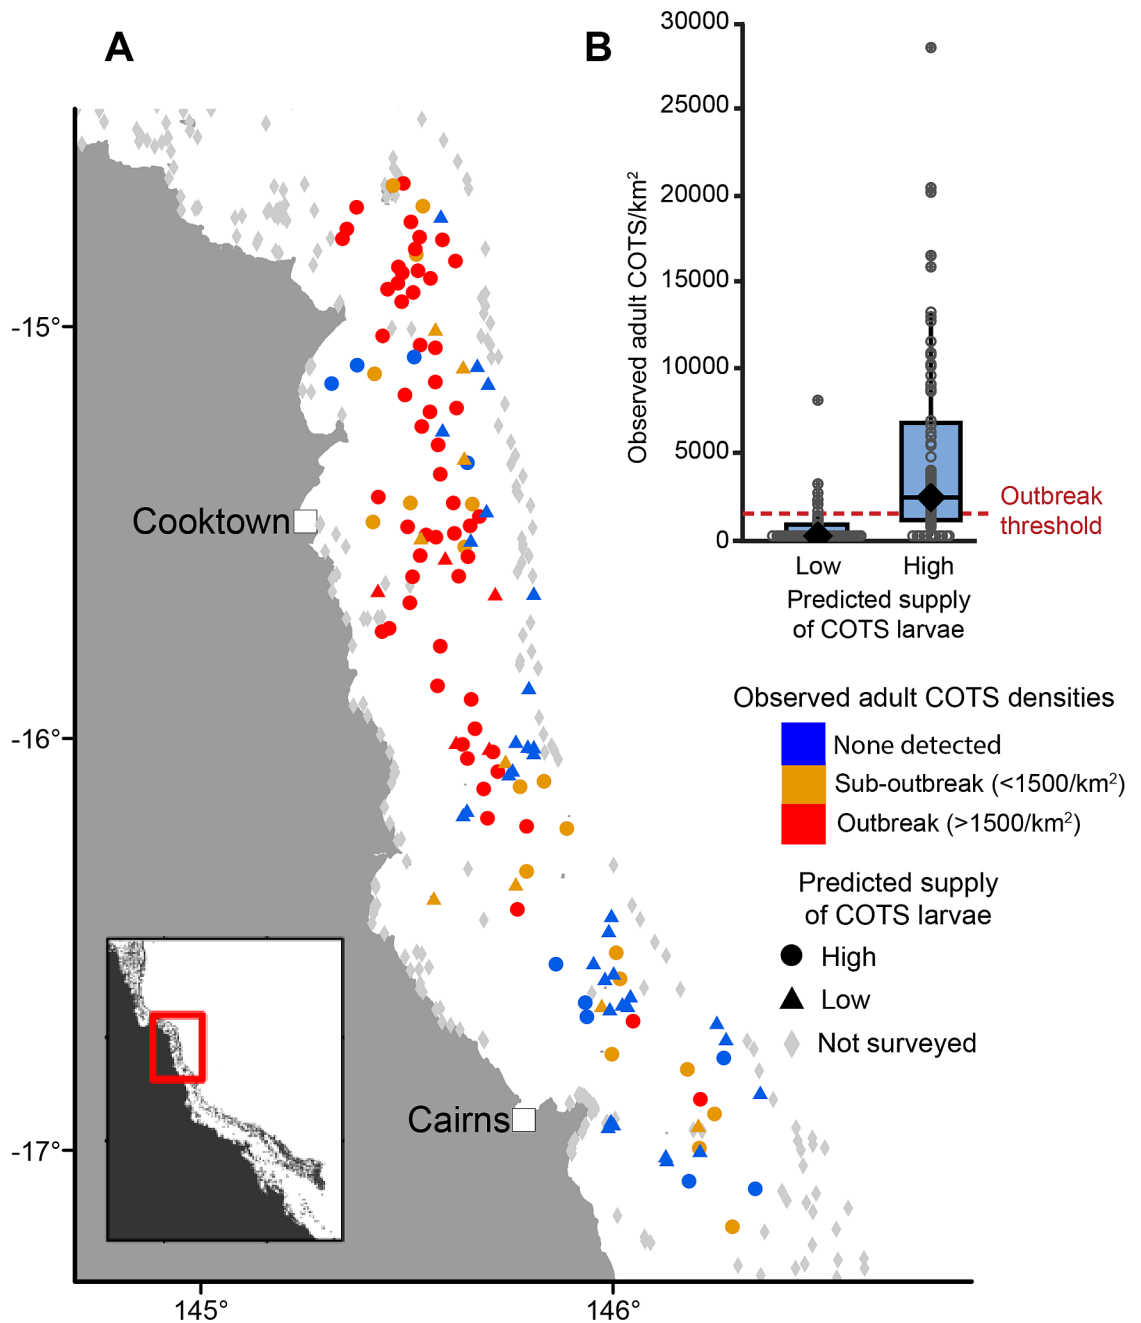 A
B
30000
25000
20000
15000
10000
5000
0
Observed adult COTS/km²
Outbreak
threshold
Low
High
Predicted supply
of COTS larvae
-15°
-16°
-17°
Cooktown
Cairns
145°
146°
Observed adult COTS densities
None detected
Sub-outbreak (<1500/km²)
Outbreak (>1500/km²)
Predicted supply
of COTS larvae
High
Low
Not surveyed